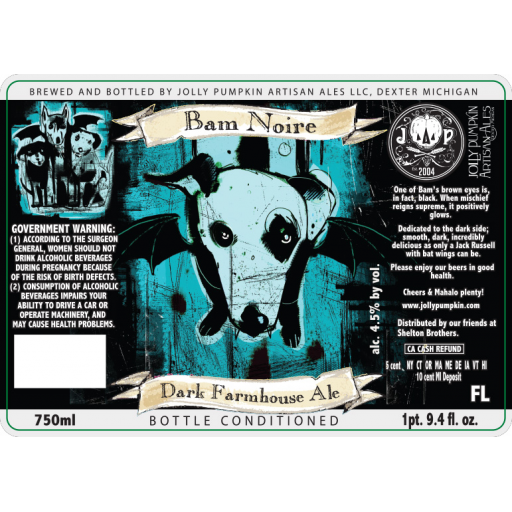 BREWED AND BOTTLED BY JOLLY PUMPKIN ARTISAN ALES LLC, DEXTER MICHIGAN
Bam Noire
GOVERNMENT WARNING:
(1) ACCORDING TO THE SURGEON
GENERAL, WOMEN SHOULD NOT
DRINK ALCOHOLIC BEVERAGES
DURING PREGNANCY BECAUSE
OF THE RISK OF BIRTH DEFECTS.
(2) CONSUMPTION OF ALCOHOLIC
BEVERAGES IMPAIRS YOUR
ABILITY TO DRIVE A CAR OR
OPERATE MACHINERY, AND
MAY CAUSE HEALTH PROBLEMS.
Dark Farmhouse Ale
750ml
BOTTLE CONDITIONED
1pt. 9.4 fl. oz.
alc. 4.5% by vol.
J P
EST 2004
JOLLY PUMPKIN
ARTISAN ALES
One of Bam's brown eyes is,
in fact, black. When mischief
reigns supreme, it positively
glows.
Dedicated to the dark side;
smooth, dark, incredibly
delicious as only a Jack Russell
with bat wings can be.
Please enjoy our beers in good
health.
Cheers & Mahalo plenty!
www.jollypumpkin.com
Distributed by our friends at
Shelton Brothers.
CA CASH REFUND
5 cent NY CT OR MA ME DE IA VT HI
10 cent MI Deposit
FL